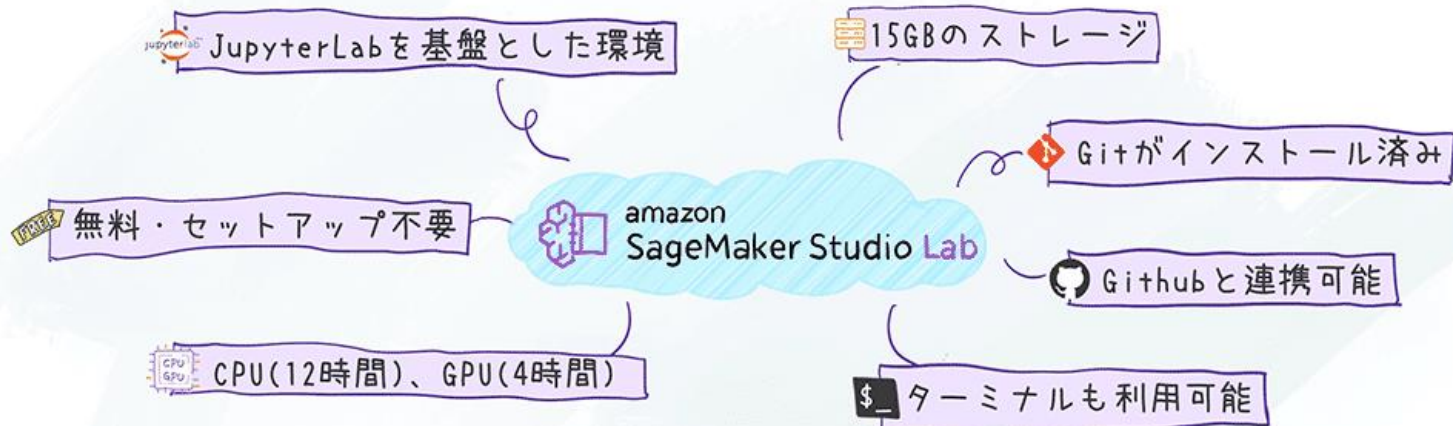 jupyterlab
JupyterLabを基盤とした環境
15GBのストレージ
Gitがインストール済み
FREE
無料・セットアップ不要
amazon
SageMaker Studio Lab
Githubと連携可能
CPU
GPU
CPU(12時間)、GPU(4時間)
$_
ターミナルも利用可能